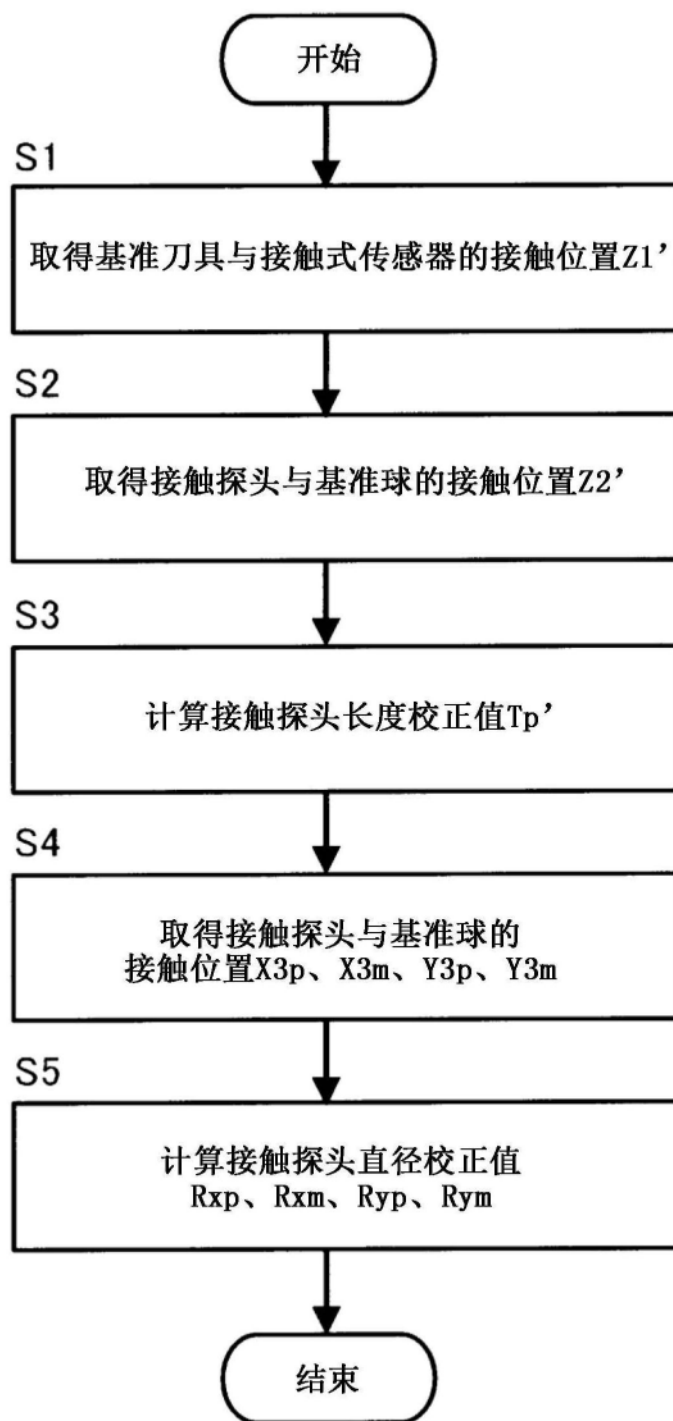 开始
S1
取得基准刀具与接触式传感器的接触位置Z1’
S2
取得接触探头与基准球的接触位置Z2’
S3
计算接触探头长度校正值Tp’
S4
取得接触探头与基准球的
接触位置X3p、X3m、Y3p、Y3m
S5
计算接触探头直径校正值
Rxp、Rxm、Ryp、Rym
结束